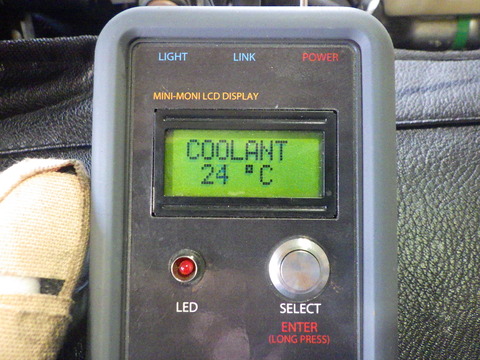 LIGHT LINK POWER
MINI-MONI LCD DISPLAY
COOLANT
24 °C
LED SELECT
ENTER
(LONG PRESS)